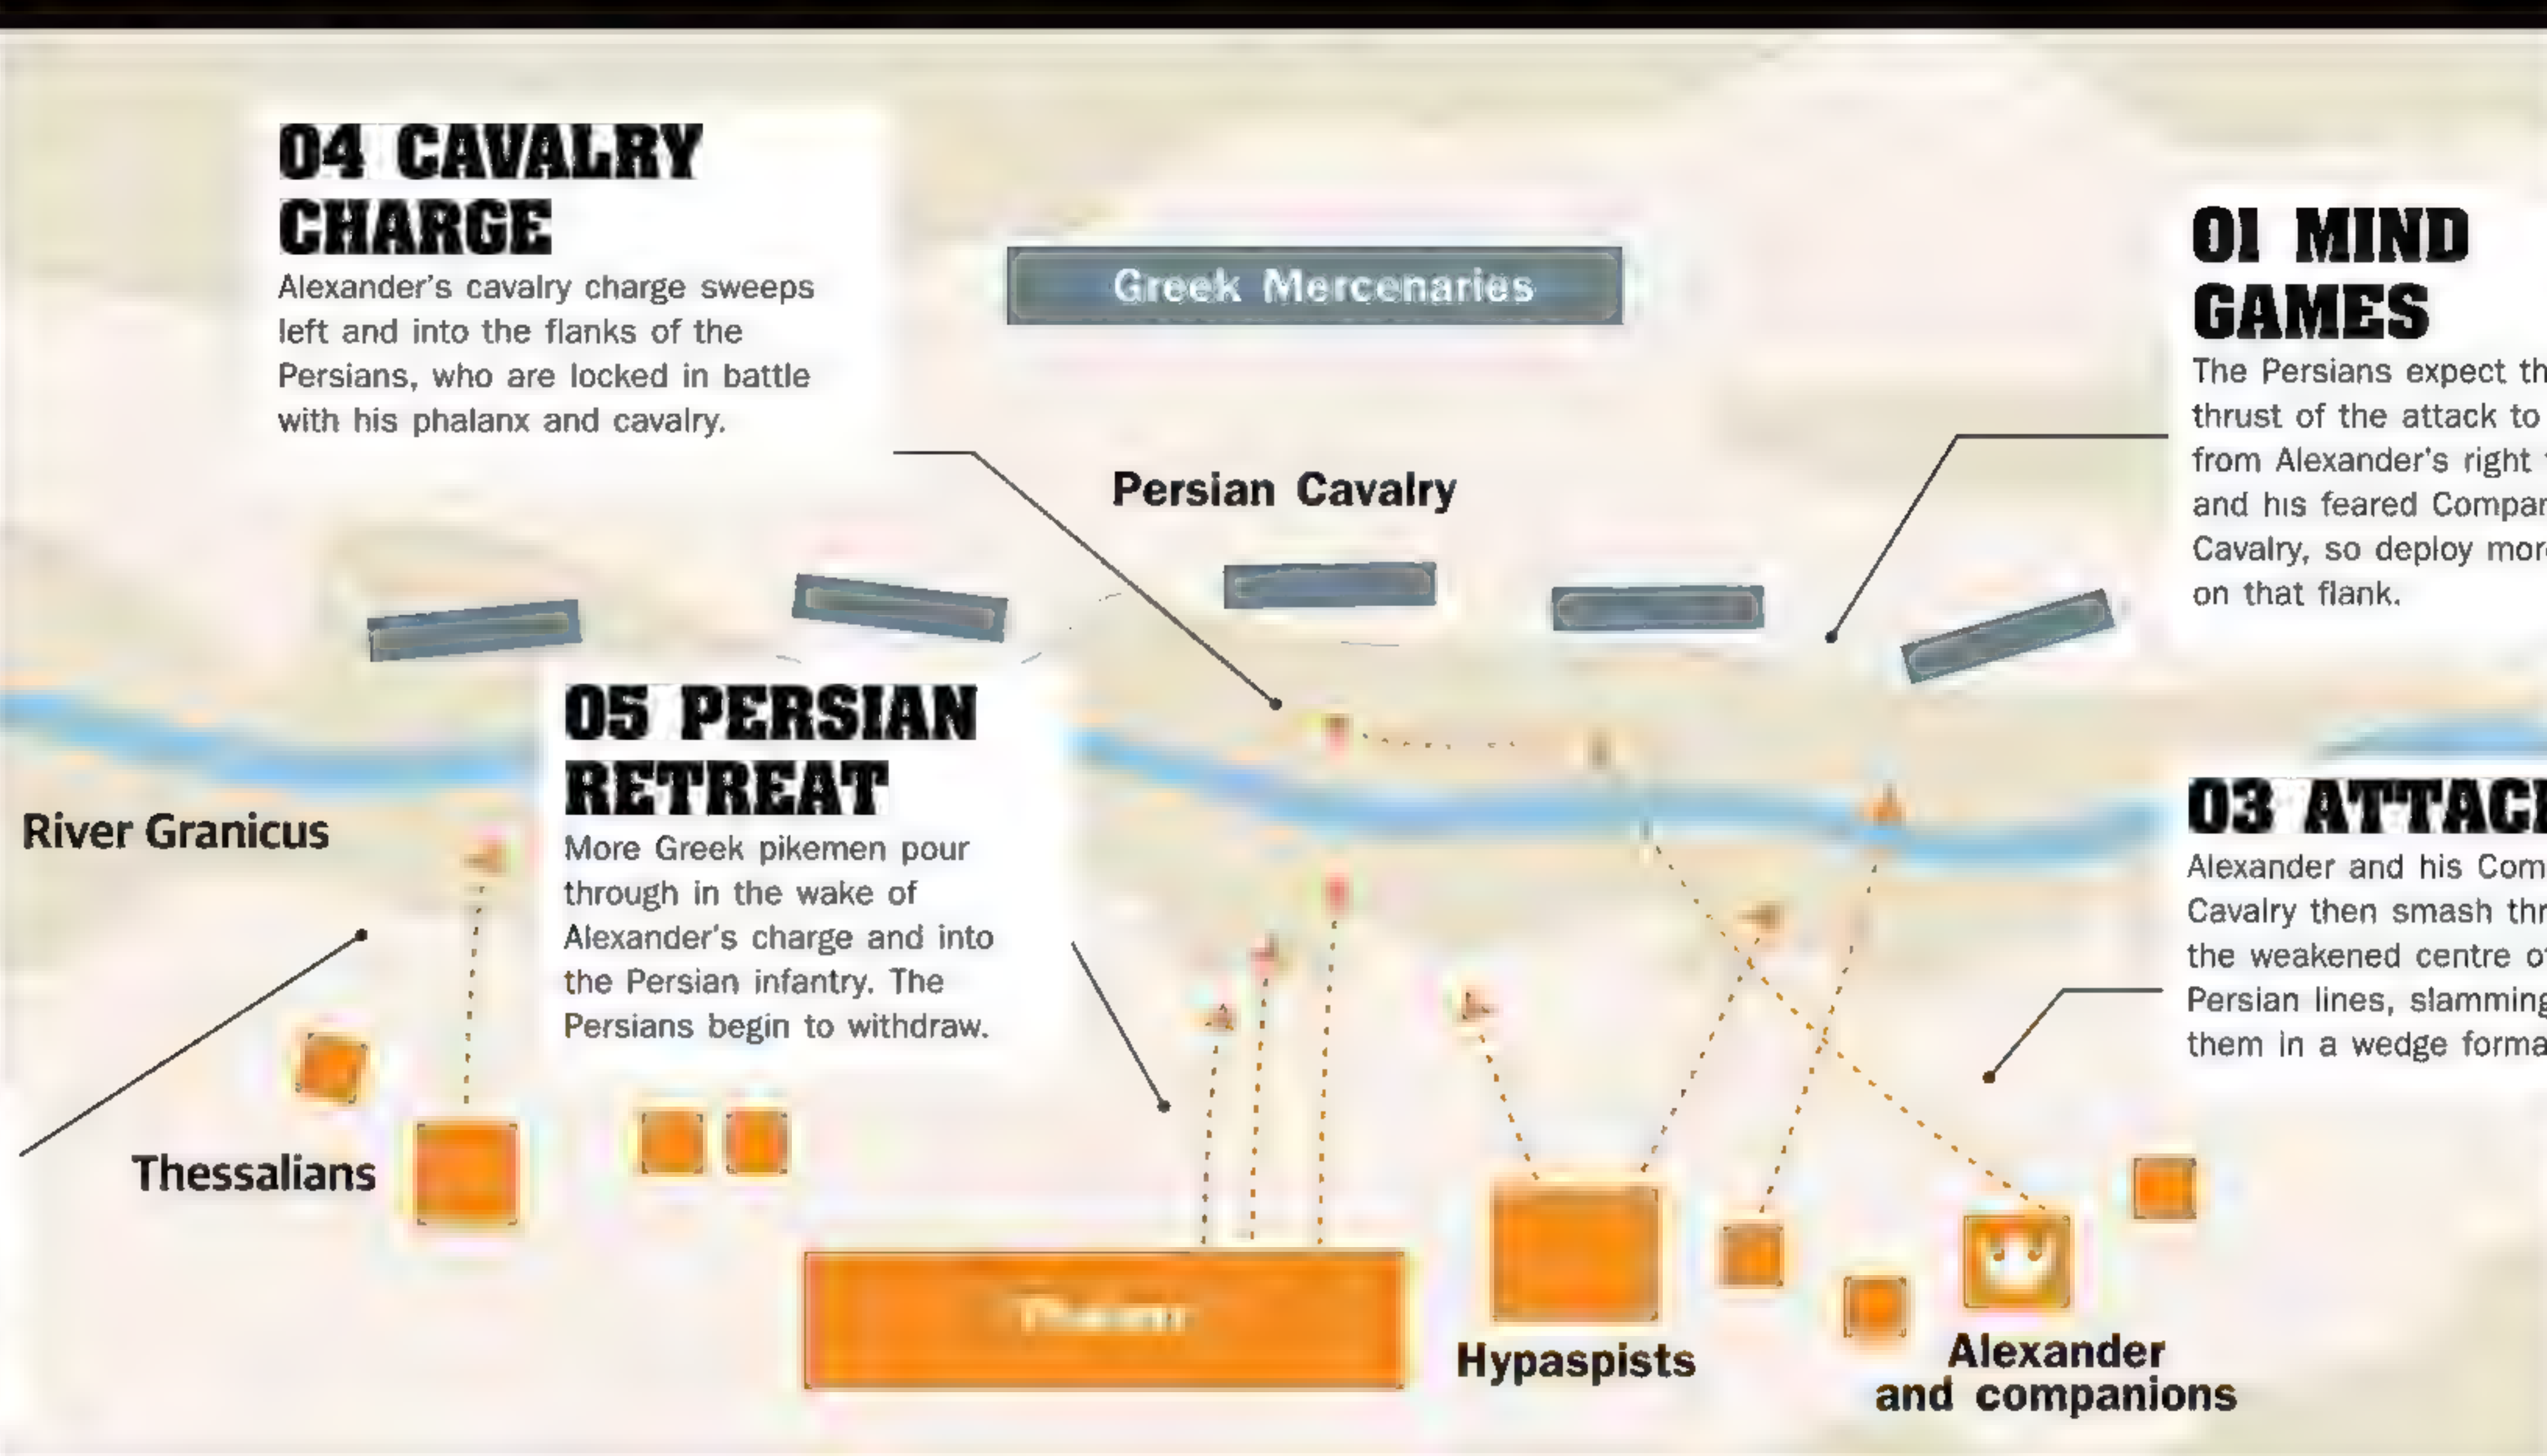 04 CAVALRY
CHARGE
Alexander's cavalry charge sweeps
left and into the flanks of the
Persians, who are locked in battle
with his phalanx and cavalry.
Greek Mercenaries
01 MIND
GAMES
The Persians expect th
thrust of the attack to
from Alexander's right
and his feared Compan
Cavalry, so deploy mor
on that flank.
Persian Cavalry
05 PERSIAN
RETREAT
More Greek pikemen pour
through in the wake of
Alexander's charge and into
the Persian infantry. The
Persians begin to withdraw.
River Granicus
03 ATTACK
Alexander and his Com
Cavalry then smash thr
the weakened centre of
Persian lines, slamming
them in a wedge forma
Thessalians
Hypaspists
Alexander
and companions